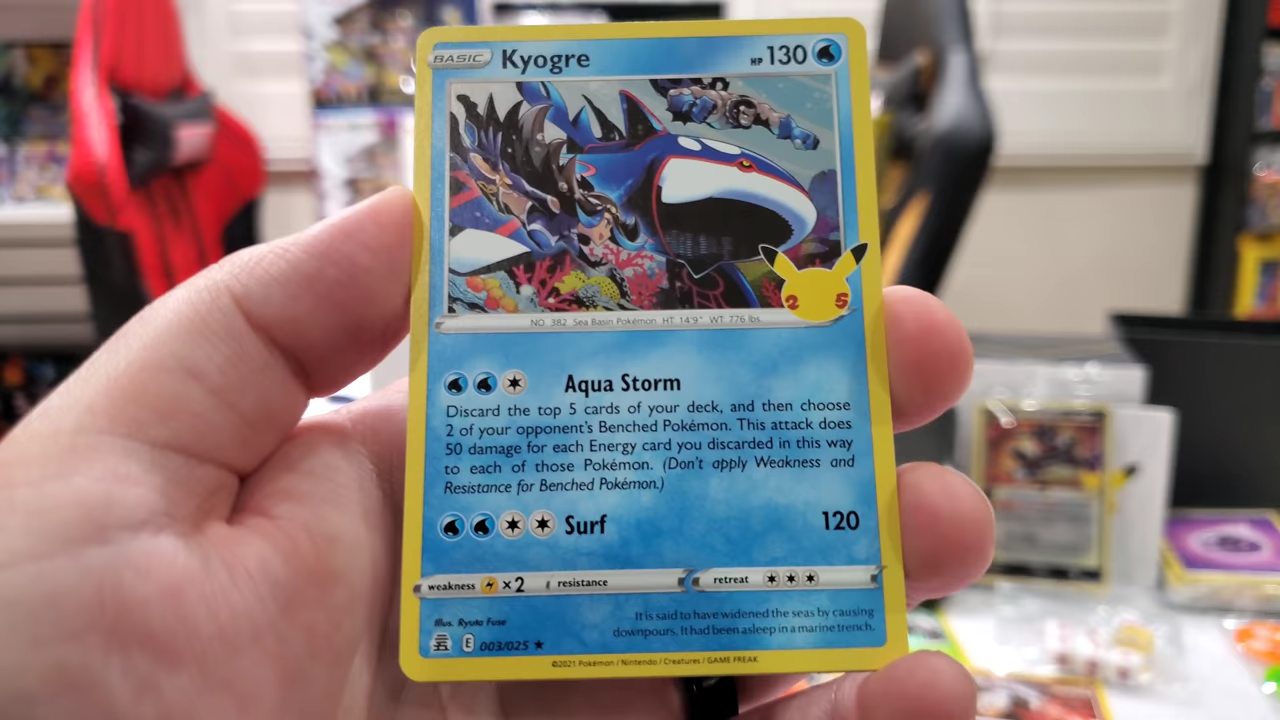 BASIC Kyogre HP 130
25
NO. 382 Sea Basin Pokémon HT: 14'9" WT: 776 lbs.
Aqua Storm
Discard the top 5 cards of your deck, and then choose
2 of your opponent's Benched Pokémon. This attack does
50 damage for each Energy card you discarded in this way
to each of those Pokémon. (Don't apply Weakness and
Resistance for Benched Pokémon.)
Surf 120
weakness ×2 resistance retreat
Illus. Ryuta Fuse
It is said to have widened the seas by causing
downpours. It had been asleep in a marine trench.
E 003/025 ★
©2021 Pokémon / Nintendo / Creatures / GAME FREAK